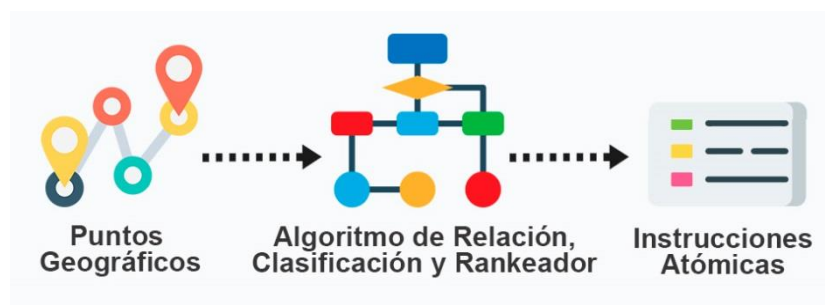 Puntos
Geográficos
Algoritmo de Relación,
Clasificación y Rankeador
Instrucciones
Atómicas